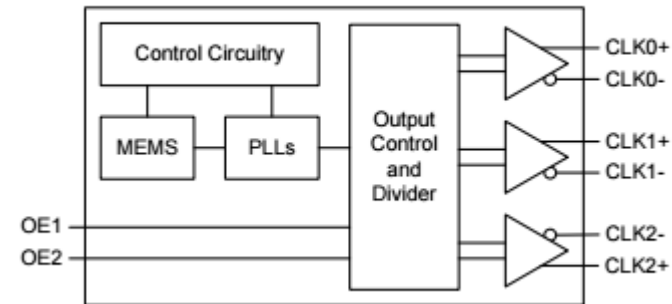 Control Circuitry
MEMS
PLLs
Output
Control
and
Divider
OE1
OE2
CLK0+
CLK0-
CLK1+
CLK1-
CLK2-
CLK2+